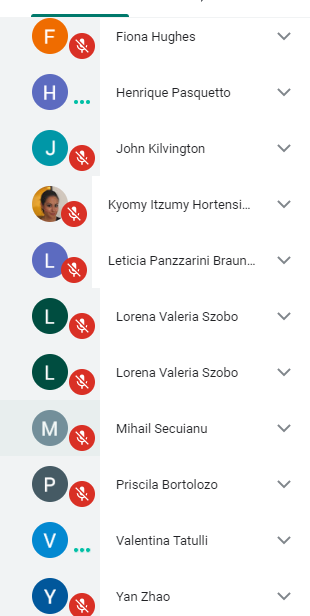 F
Fiona Hughes
H
Henrique Pasquetto
J
John Kilvington
Kyomy Itzumy Hortensi...
L
Leticia Panzzarini Braun...
L
Lorena Valeria Szobo
L
Lorena Valeria Szobo
M
Mihail Secuianu
P
Priscila Bortolozo
V
Valentina Tatulli
Y
Yan Zhao